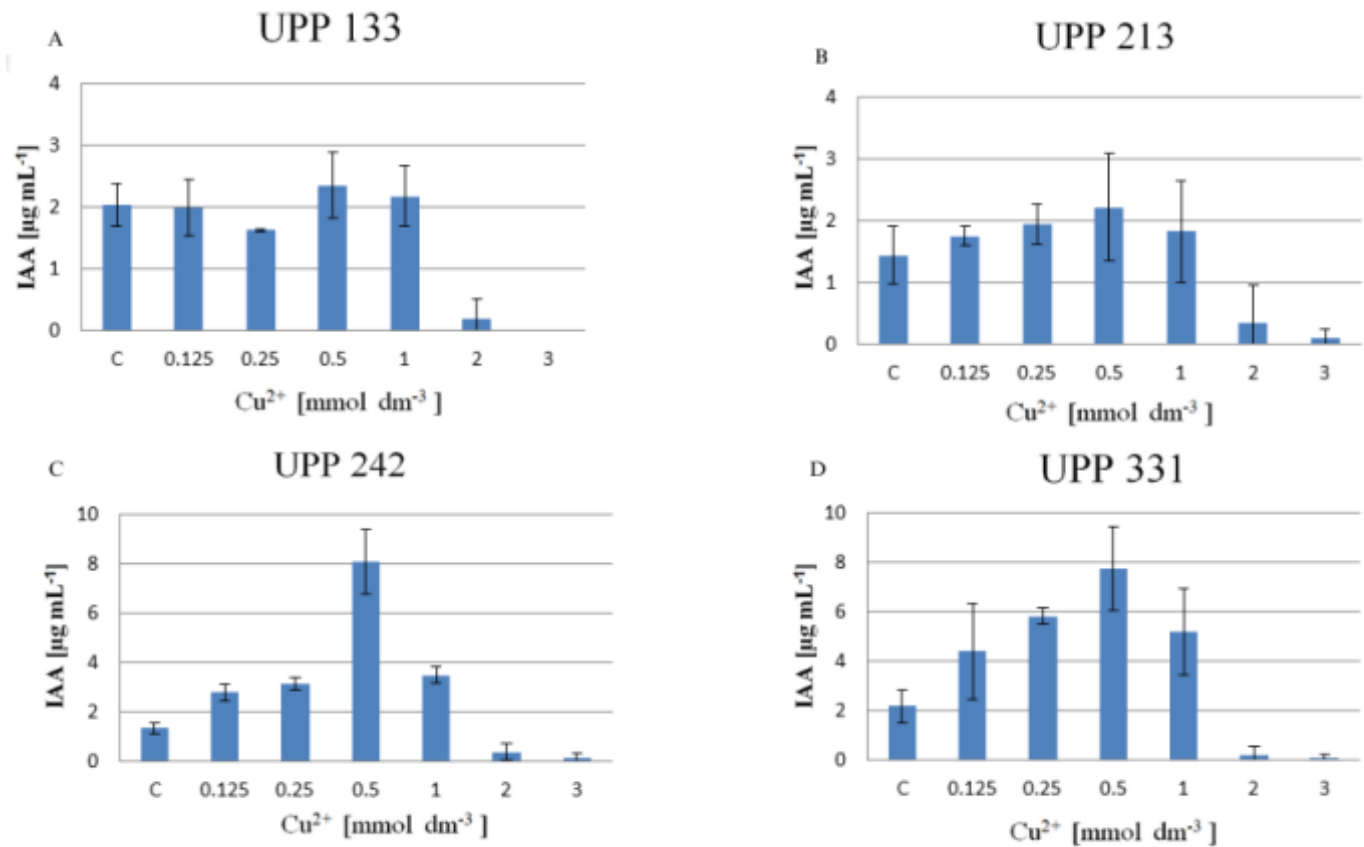 A
UPP 133
4
3
2
1
0
IAA [µg mL⁻¹]
C 0.125 0.25 0.5 1 2 3
Cu²⁺ [mmol dm⁻³ ]
B
UPP 213
4
3
2
1
0
IAA [µg mL⁻¹]
C 0.125 0.25 0.5 1 2 3
Cu²⁺ [mmol dm⁻³ ]
C
UPP 242
10
8
6
4
2
0
IAA [µg mL⁻¹]
C 0.125 0.25 0.5 1 2 3
Cu²⁺ [mmol dm⁻³ ]
D
UPP 331
10
8
6
4
2
0
IAA [µg mL⁻¹]
C 0.125 0.25 0.5 1 2 3
Cu²⁺ [mmol dm⁻³ ]